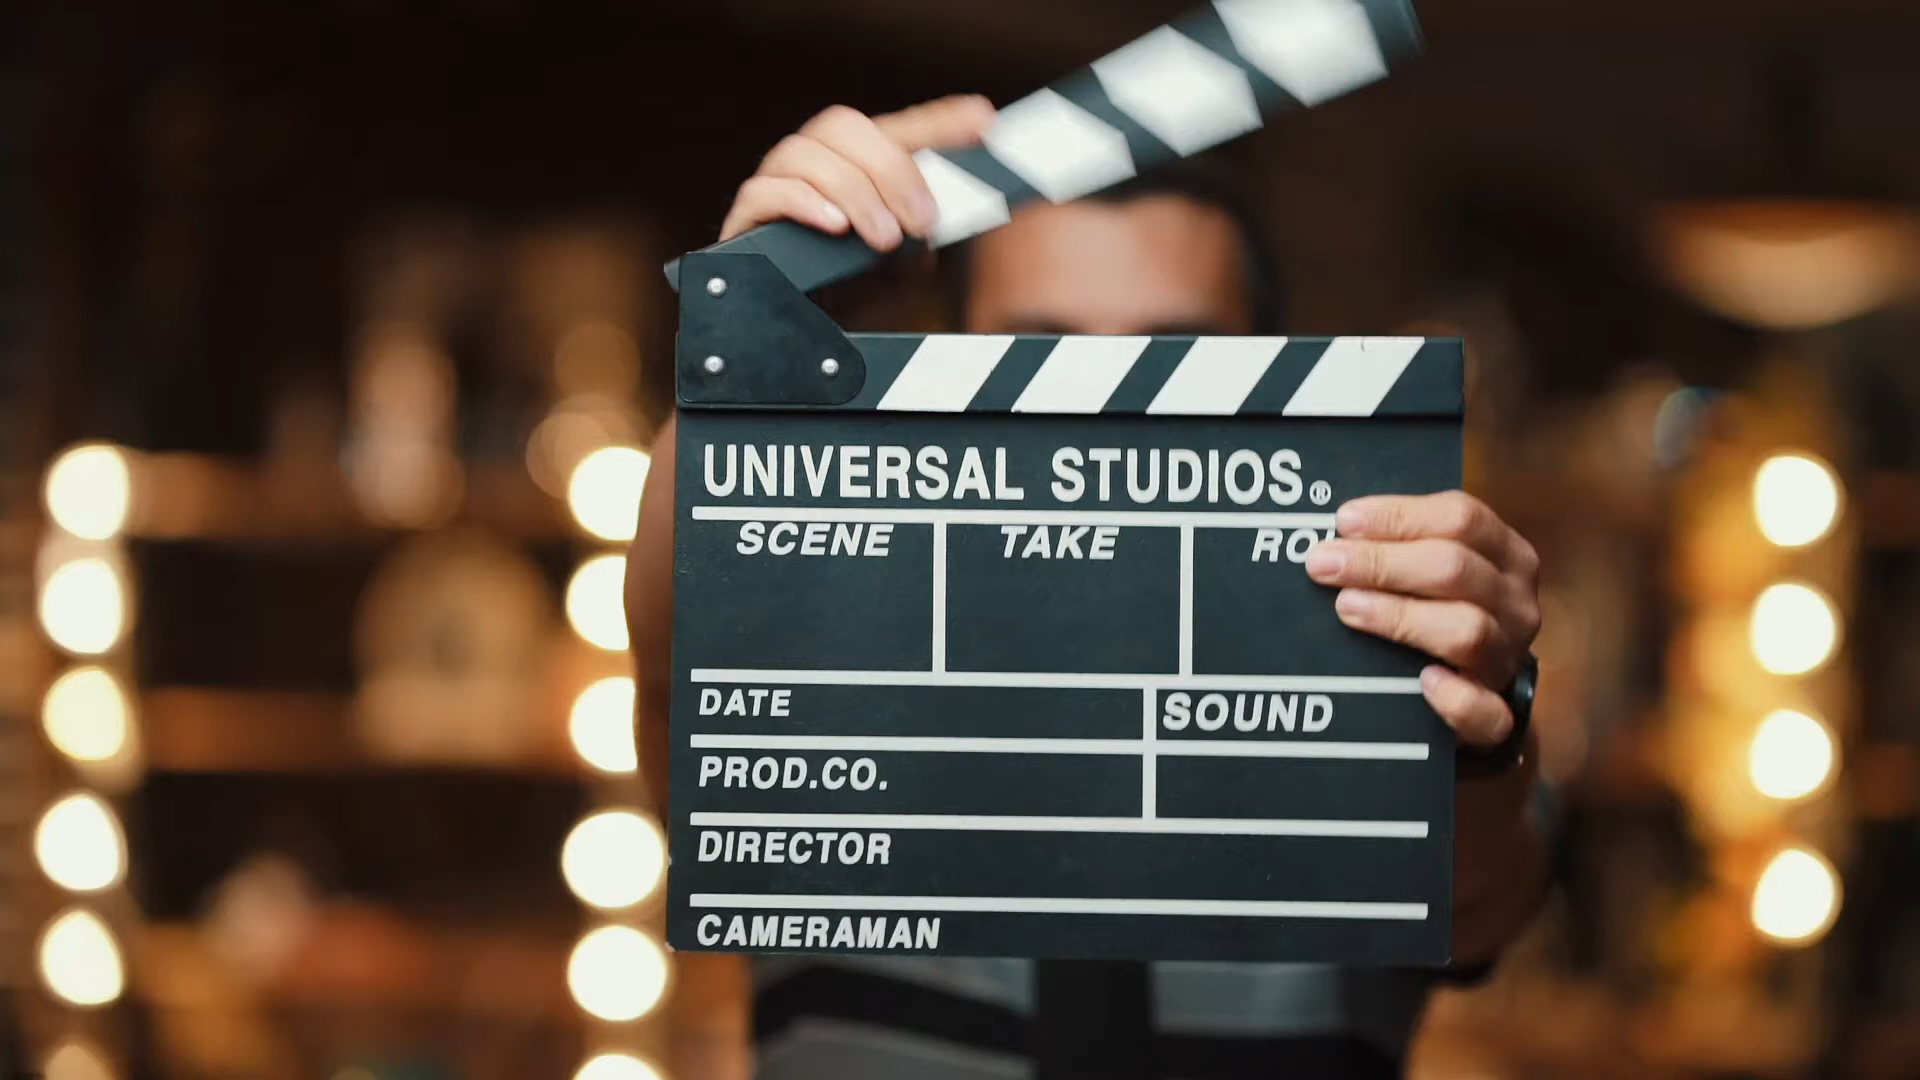 UNIVERSAL STUDIOS®
SCENE TAKE
DATE SOUND
PROD.CO.
DIRECTOR
CAMERAMAN